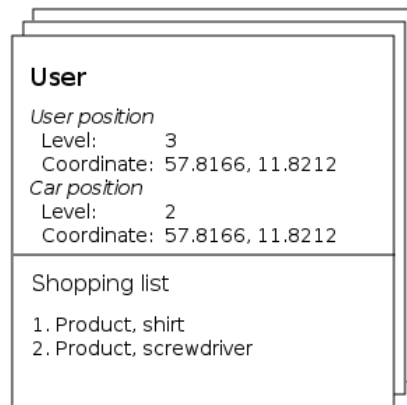 User
User position
Level: 3
Coordinate: 57.8166, 11.8212
Car position
Level: 2
Coordinate: 57.8166, 11.8212
Shopping list
1. Product, shirt
2. Product, screwdriver